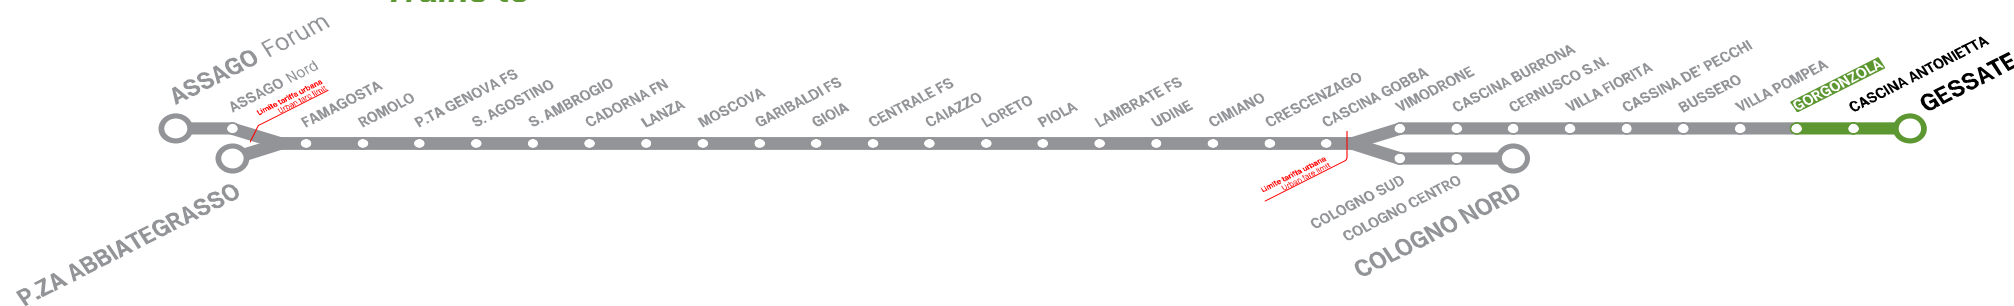 Trains to
ASSAGO Forum
ASSAGO Nord
Limite tariffa urbana
Urban fare limit
P.ZA ABBIATEGRASSO
FAMAGOSTA
ROMOLO
P.TA GENOVA FS
S. AGOSTINO
S. AMBROGIO
CADORNA FN
LANZA
MOSCOVA
GARIBALDI FS
GIOIA
CENTRALE FS
CAIAZZO
LORETO
PIOLA
LAMBRATE FS
UDINE
CIMIANO
CRESCENZAGO
CASCINA GOBBA
Limite tariffa urbana
Urban fare limit
VIMODRONE
CASCINA BURRONA
CERNUSCO S.N.
VILLA FIORITA
CASSINA DE' PECCHI
BUSSERO
VILLA POMPEA
GORGONZOLA
CASCINA ANTONIETTA
GESSATE
COLOGNO SUD
COLOGNO CENTRO
COLOGNO NORD